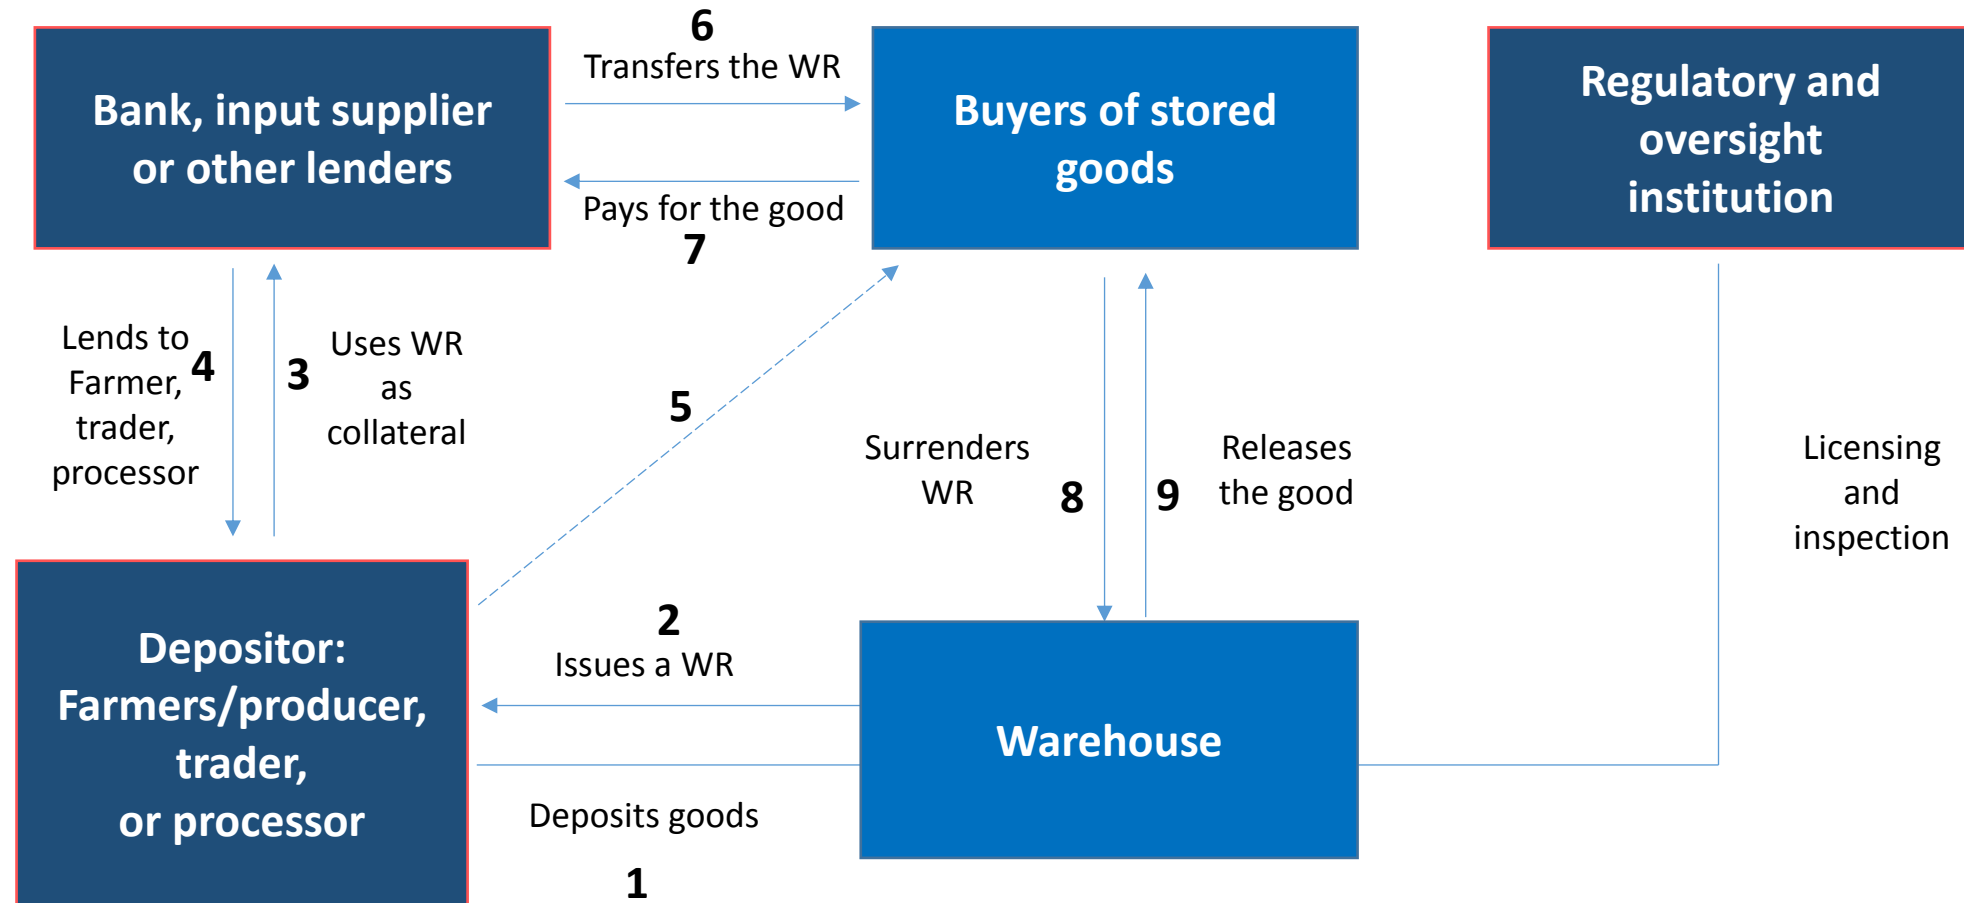 6
Transfers the WR
Bank, input supplier
or other lenders
Buyers of stored
goods
Regulatory and
oversight
institution
Pays for the good
7
Lends to
Farmer,
trader,
processor
4
3
Uses WR
as
collateral
5
Surrenders
WR
8
9
Releases
the good
Licensing
and
inspection
2
Issues a WR
Depositor:
Farmers/producer,
trader,
or processor
Warehouse
Deposits goods
1